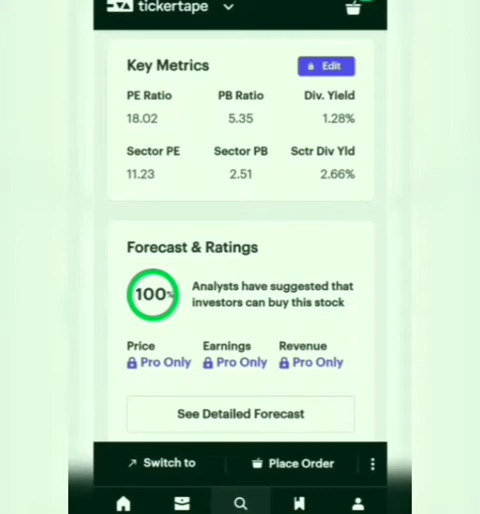 tickertape
Key Metrics
Edit
PE Ratio PB Ratio Div. Yield
18.02 5.35 1.28%
Sector PE Sector PB Sctr Div Yld
11.23 2.51 2.66%
Forecast & Ratings
100%
Analysts have suggested that
investors can buy this stock
Price Earnings Revenue
Pro Only Pro Only Pro Only
See Detailed Forecast
Switch to Place Order